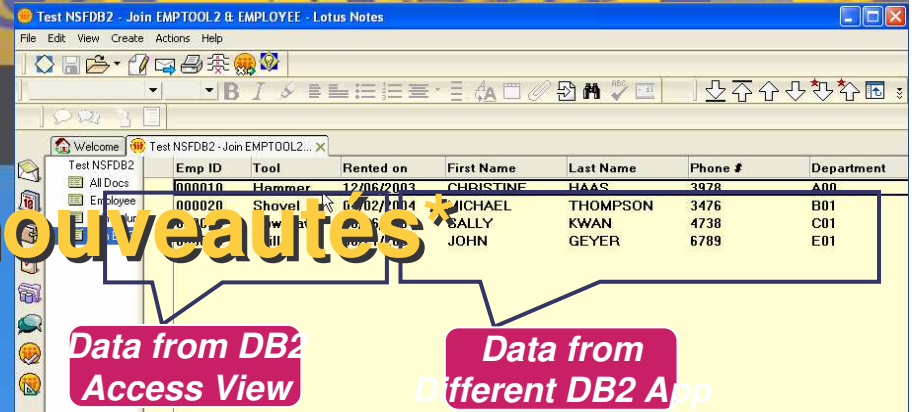 Test NSFDB2 - Join EMPTOOL2 & EMPLOYEE - Lotus Notes
File Edit View Create Actions Help
Welcome Test NSFDB2 - Join EMPTOOL2...
Test NSFDB2
All Docs
Employee
Emp ID Tool Rented on First Name Last Name Phone # Department
000010 Hammer 12/06/2003 CHRISTINE HAAS 3978 A00
000020 Shovel MICHAEL THOMPSON 3476 B01
SALLY KWAN 4738 C01
JOHN GEYER 6789 E01
ouveautés*
Data from DB2
Access View
Data from
Different DB2 App